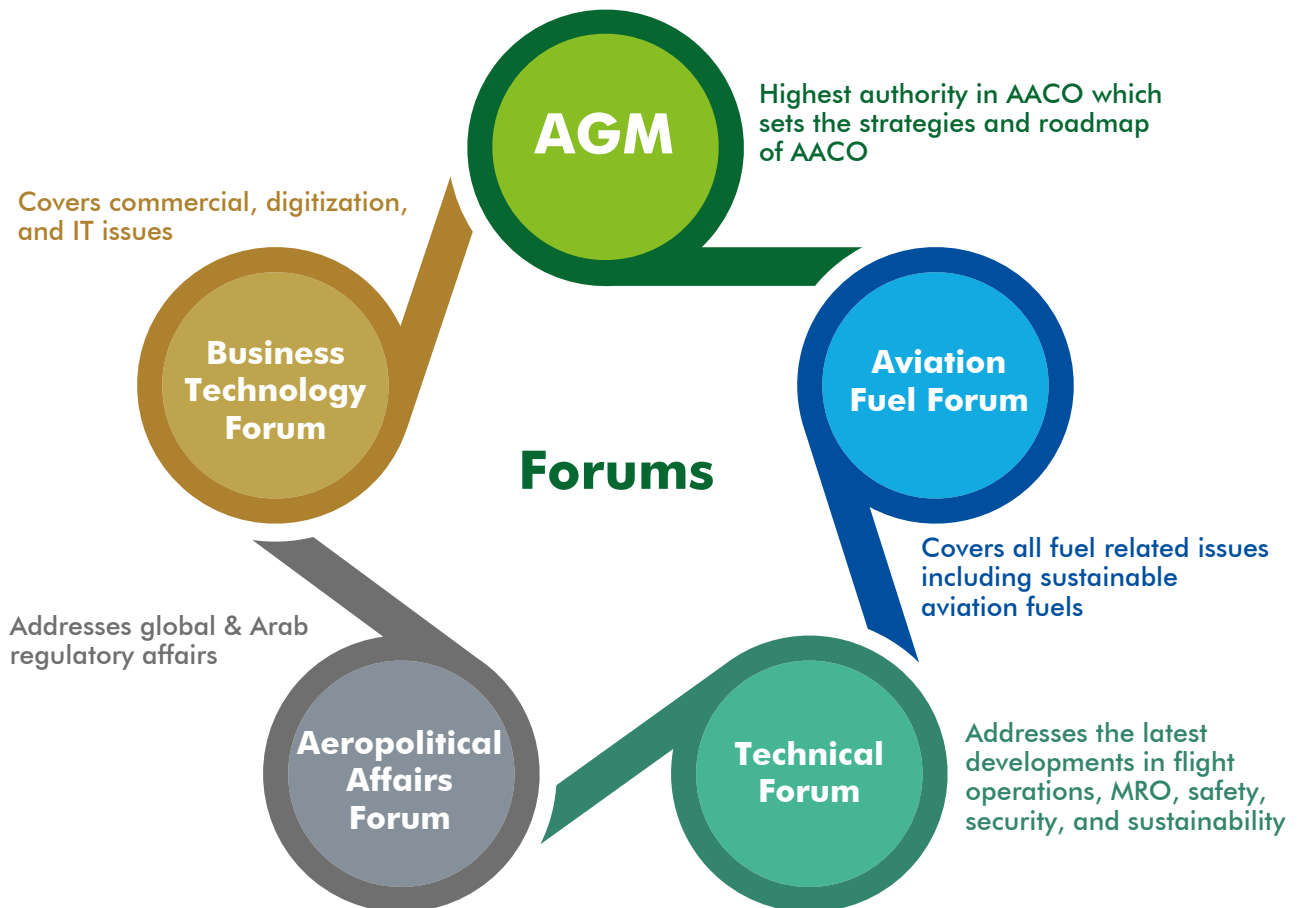 AGM
Highest authority in AACO which
sets the strategies and roadmap
of AACO
Covers commercial, digitization,
and IT issues
Business
Technology
Forum
Aviation
Fuel Forum
Forums
Covers all fuel related issues
including sustainable
aviation fuels
Addresses global & Arab
regulatory affairs
Aeropolitical
Affairs
Forum
Technical
Forum
Addresses the latest
developments in flight
operations, MRO, safety,
security, and sustainability